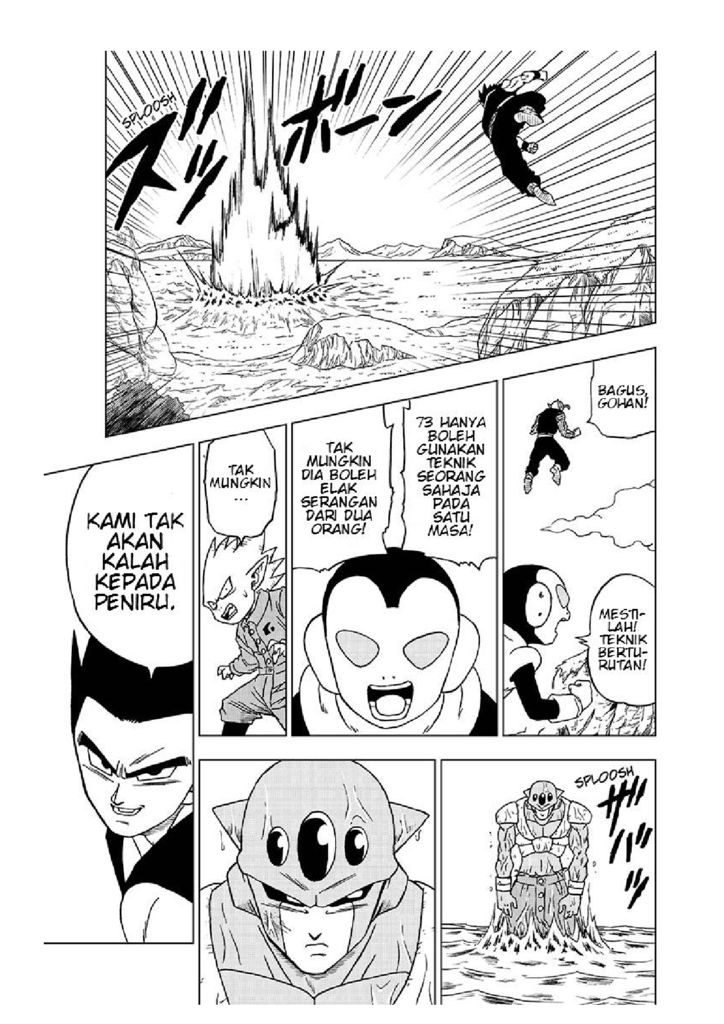 ボーン
SPLOOSH
ズズッ
BAGUS,
GOHAN!
MESTI-
LAH!
TEKNIK
BERTU-
RUTAN!
73 HANYA
BOLEH
GUNAKAN
TEKNIK
SEORANG
SAHAJA
PADA
SATU
MASA!
TAK
MUNGKIN
DIA BOLEH
ELAK
SERANGAN
DARI DUA
ORANG!
TAK
MUNGKIN
...
KAMI TAK
AKAN
KALAH
KEPADA
PENIRU.
SPLOOSH
ザバッ